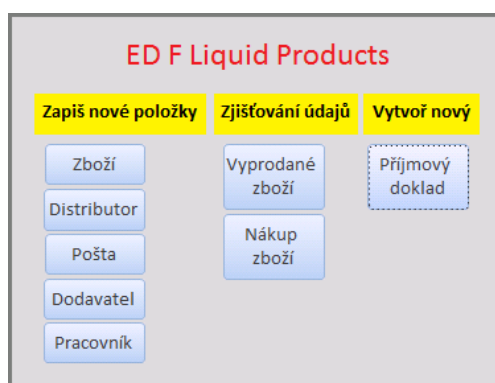 ED F Liquid Products
Zapiš nové položky
Zjišťování údajů
Vytvoř nový
Zboží
Distributor
Pošta
Dodavatel
Pracovník
Vyprodané
zboží
Nákup
zboží
Příjmový
doklad